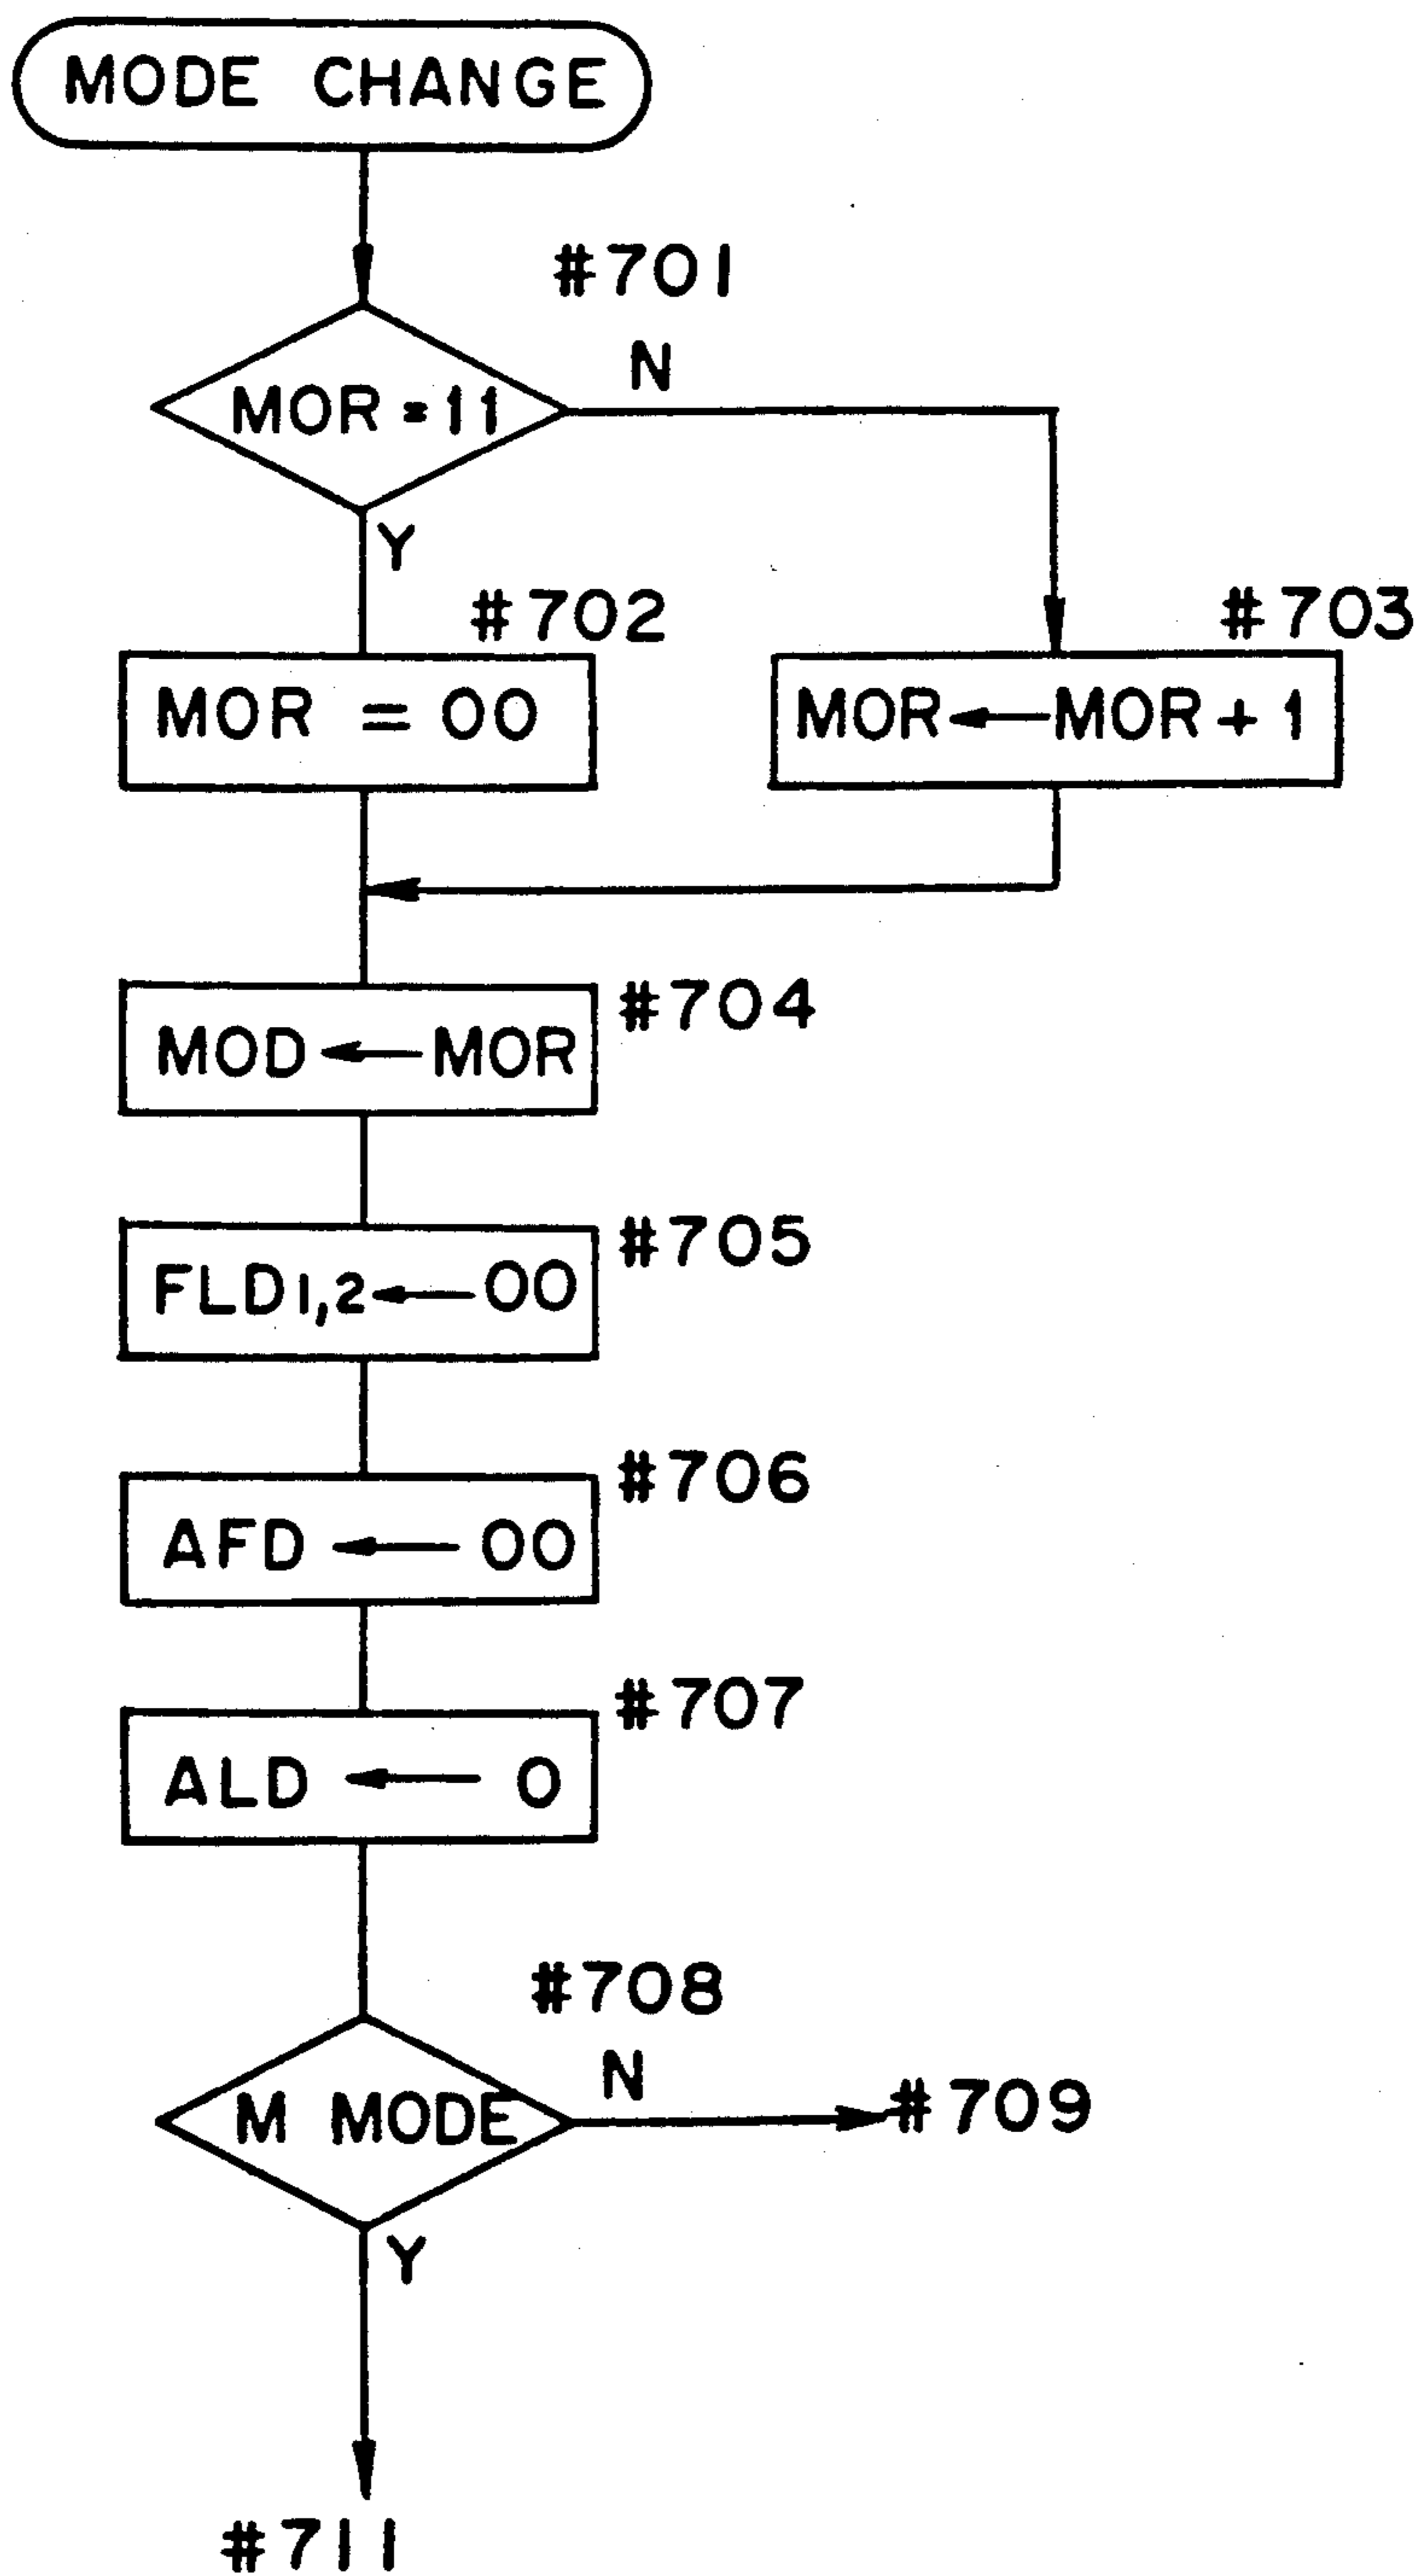 MODE CHANGE
#701
N
MOR = 11
Y
#702
#703
MOR = 00
MOR ← MOR + 1
#704
MOD ← MOR
#705
FLD1,2 ← 00
#706
AFD ← 00
#707
ALD ← 0
#708
N
M MODE
#709
Y
#711